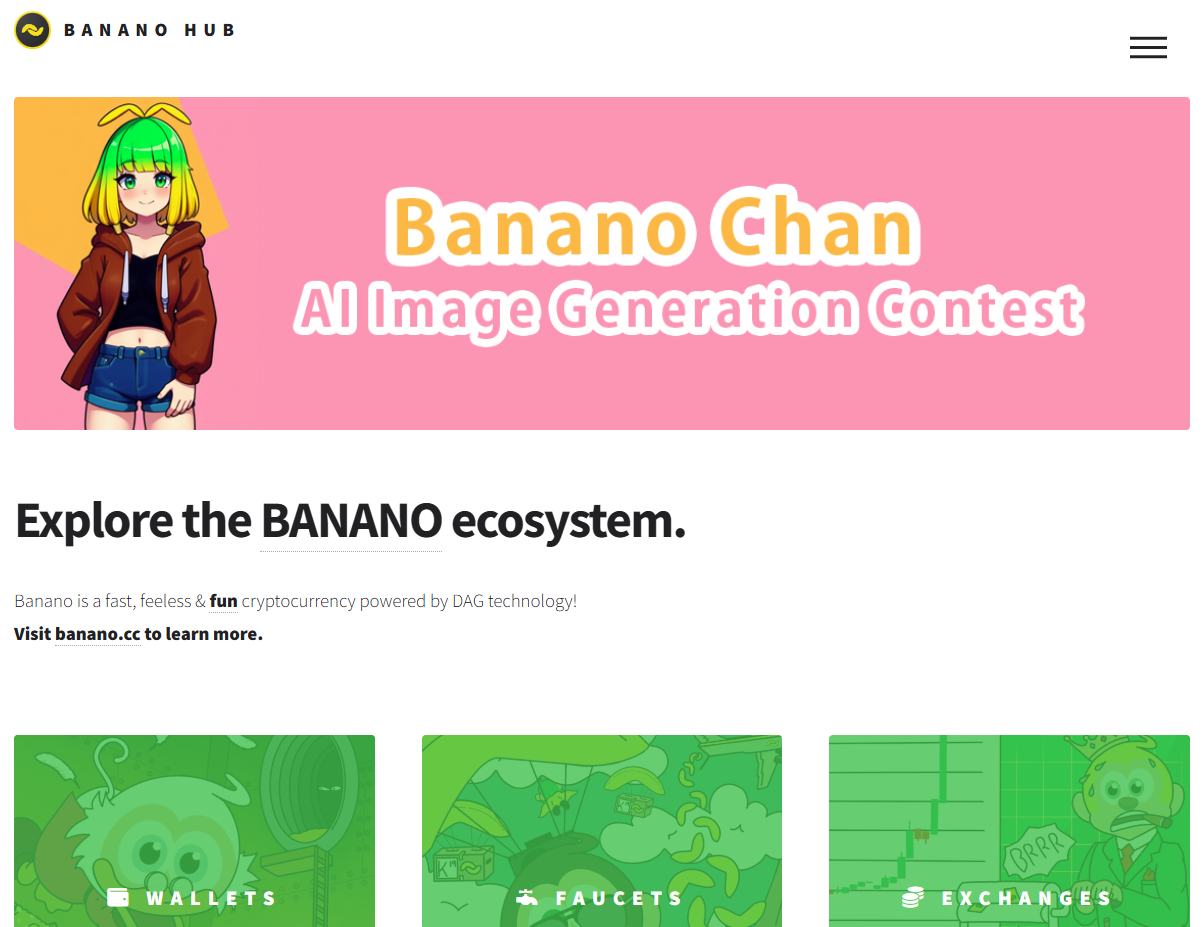 BANANO HUB
Banano Chan
AI Image Generation Contest
Explore the BANANO ecosystem.
Banano is a fast, feeless & fun cryptocurrency powered by DAG technology!
Visit banano.cc to learn more.
BRRR
WALLETS
FAUCETS
EXCHANGES